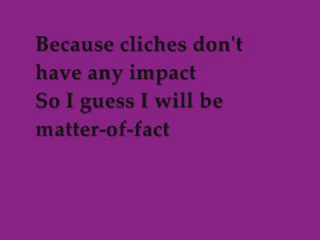 Because cliches don't
have any impact
So I guess I will be
matter-of-fact